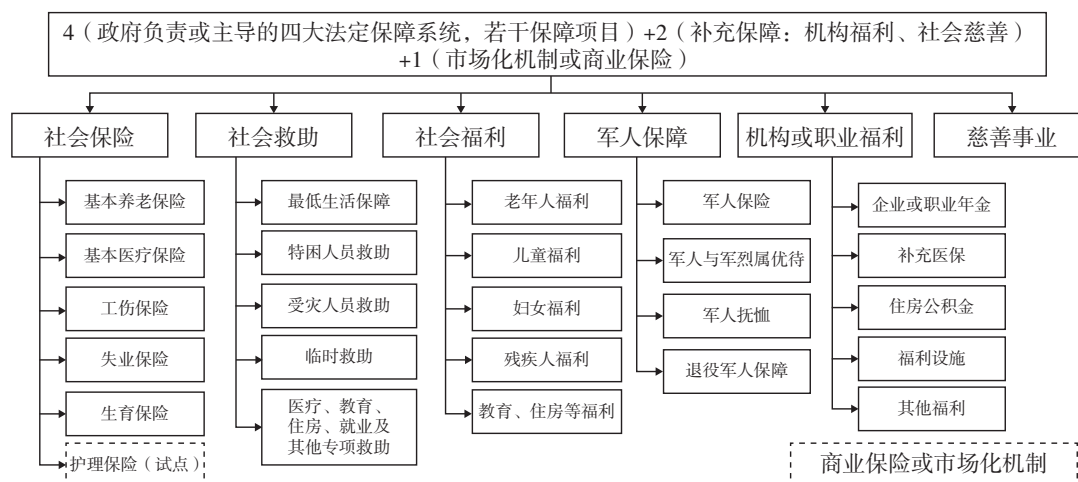 4（政府负责或主导的四大法定保障系统，若干保障项目）+2（补充保障：机构福利、社会慈善）
+1（市场化机制或商业保险）
社会保险
社会救助
社会福利
军人保障
机构或职业福利
慈善事业
基本养老保险
基本医疗保险
工伤保险
失业保险
生育保险
护理保险（试点）
最低生活保障
特困人员救助
受灾人员救助
临时救助
医疗、教育、
住房、就业及
其他专项救助
老年人福利
儿童福利
妇女福利
残疾人福利
教育、住房等福利
军人保险
军人与军烈属优待
军人抚恤
退役军人保障
企业或职业年金
补充医保
住房公积金
福利设施
其他福利
商业保险或市场化机制